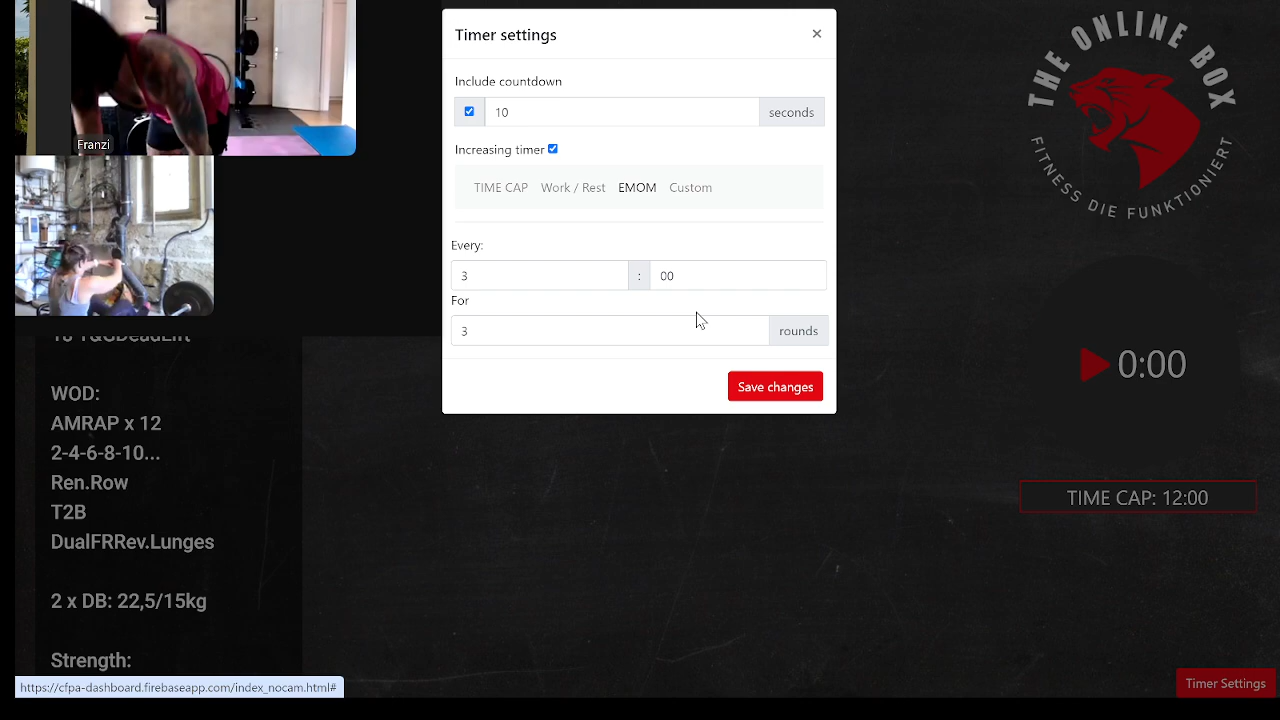 Timer settings
×
Include countdown
10 seconds
Increasing timer
TIME CAP Work / Rest EMOM Custom
Every:
3 : 00
For
3 rounds
Save changes
Franzi
WOD:
AMRAP x 12
2-4-6-8-10...
Ren.Row
T2B
DualFRRev.Lunges
2 x DB: 22,5/15kg
Strength:
https://cfpa-dashboard.firebaseapp.com/index_nocam.html#
THE ONLINE BOX
FITNESS DIE FUNKTIONIERT
0:00
TIME CAP: 12:00
Timer Settings